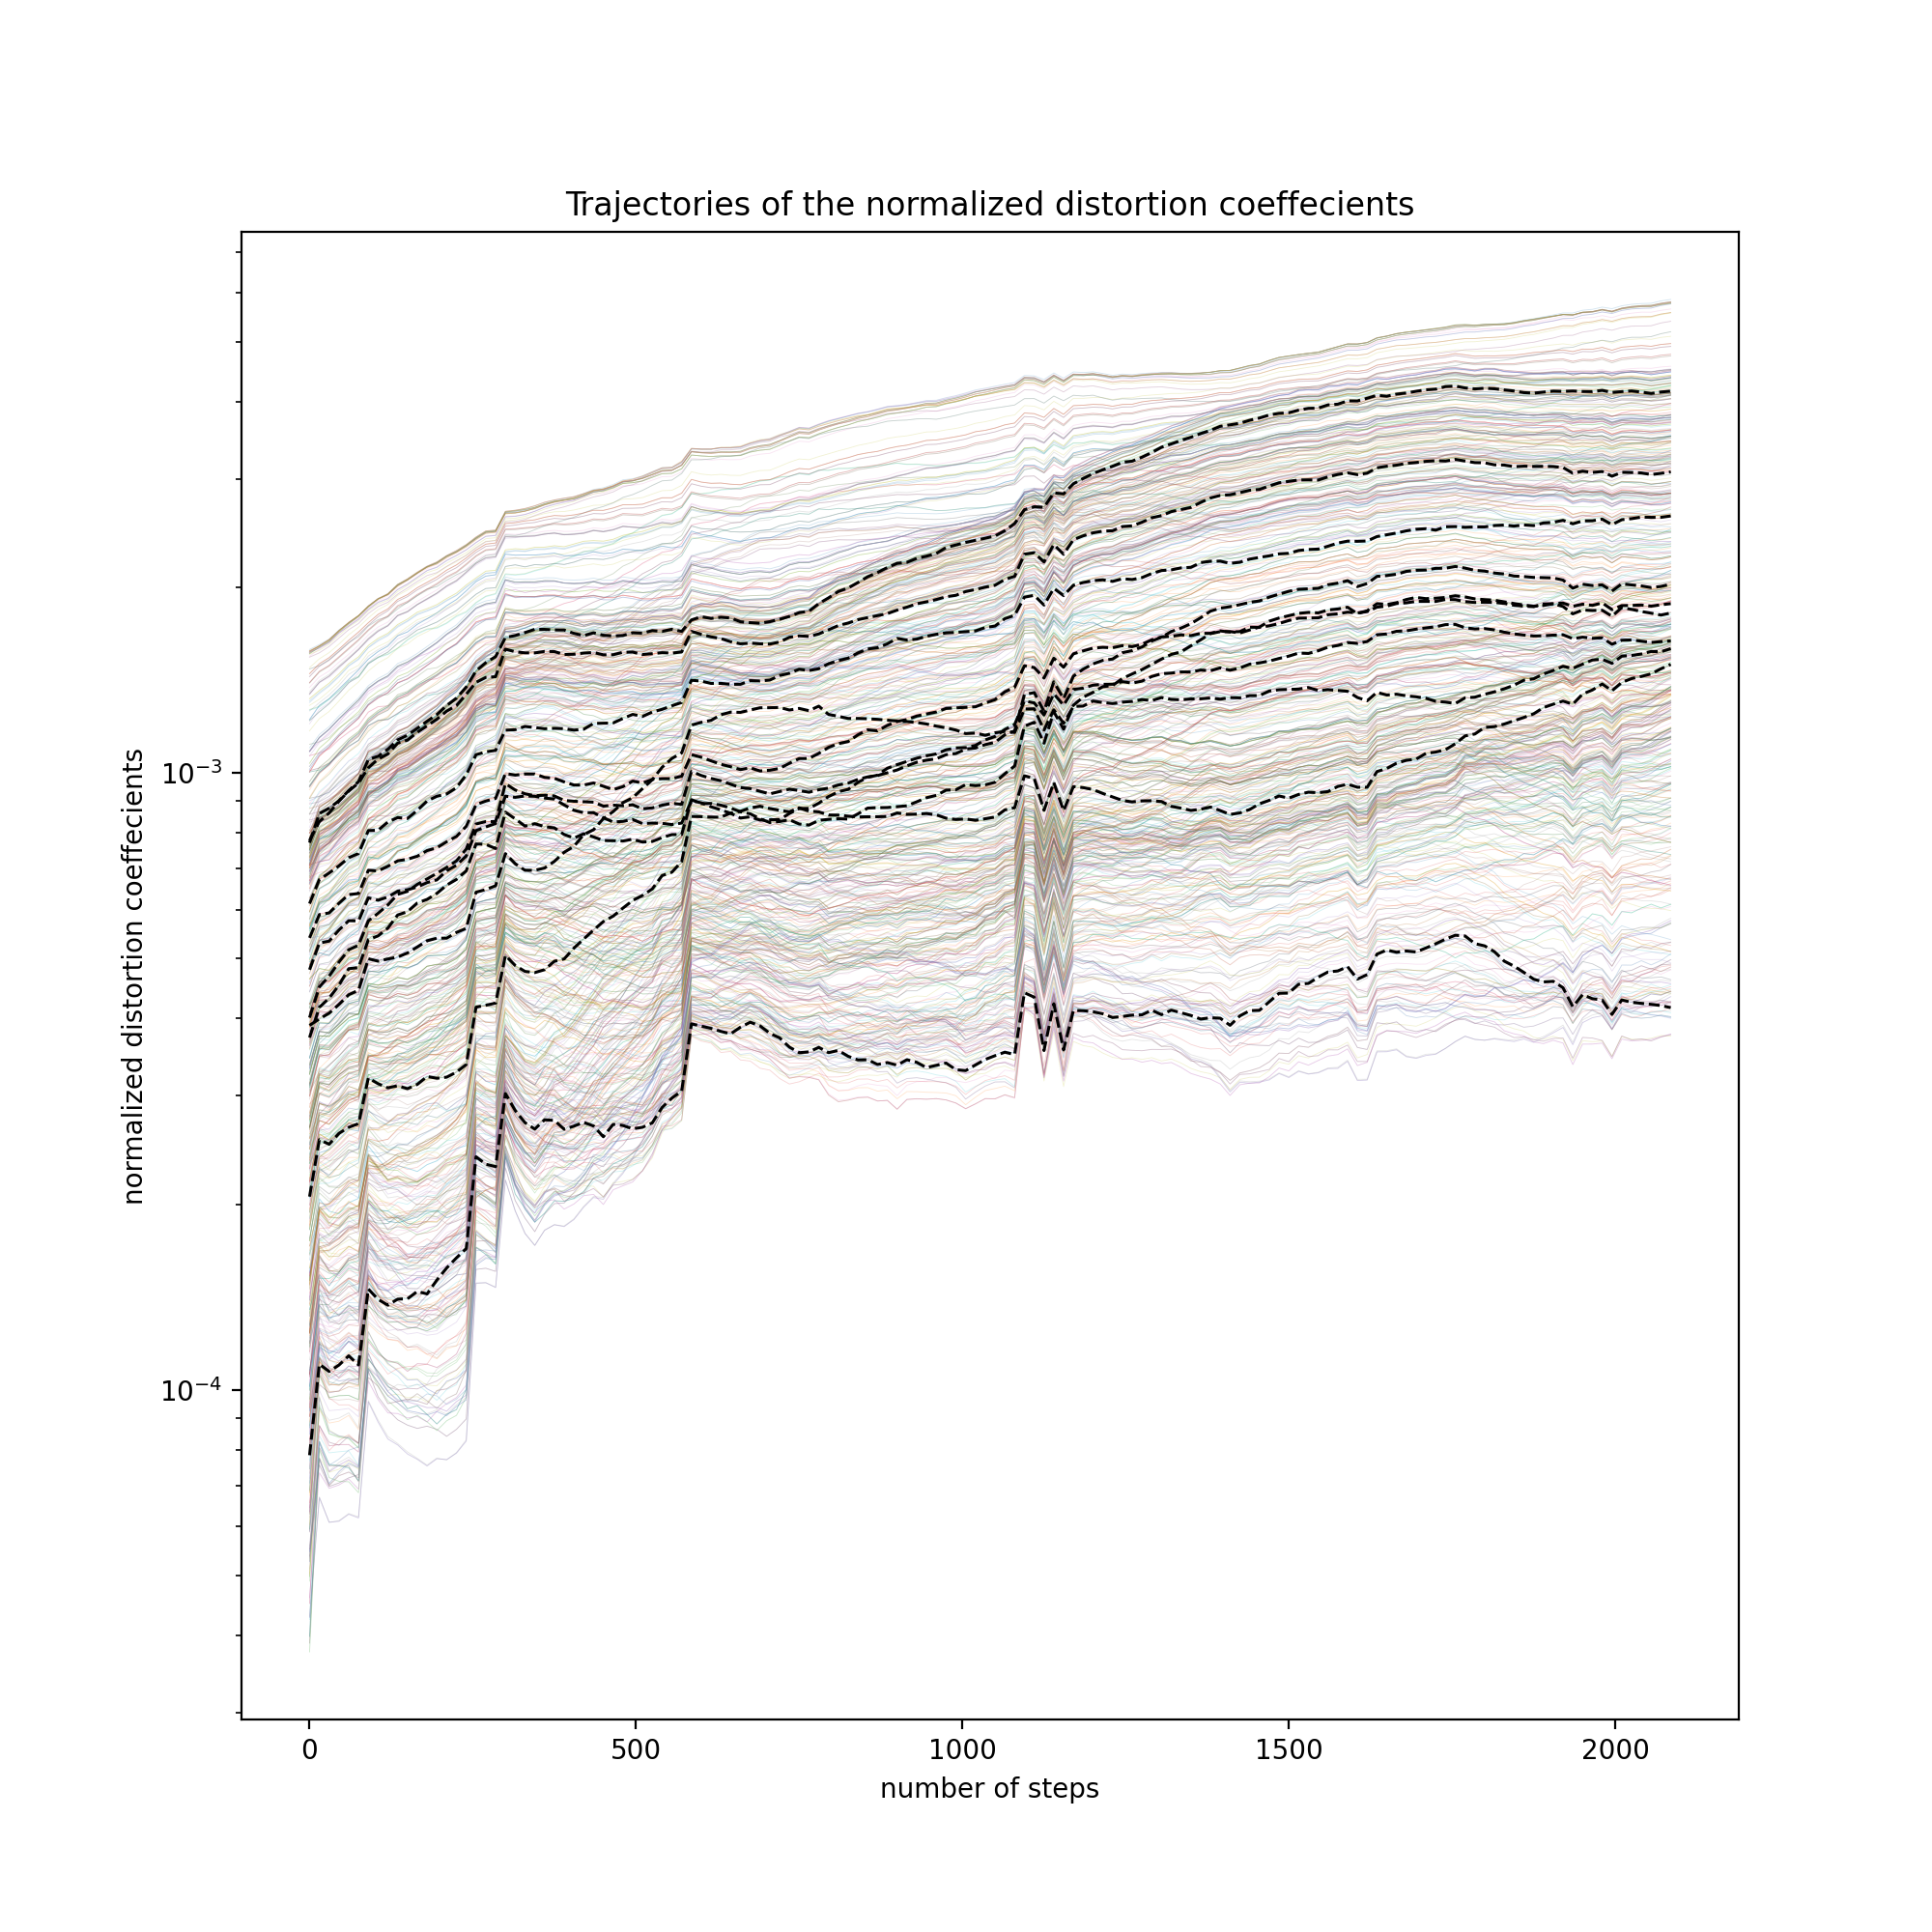 Trajectories of the normalized distortion coeffecients
normalized distortion coeffecients
10⁻³
10⁻⁴
0 500 1000 1500 2000
number of steps